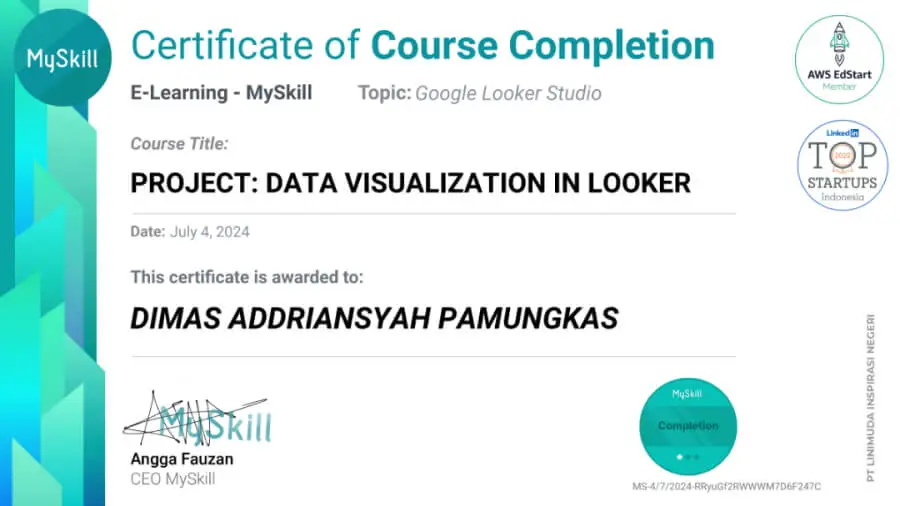 MySkill
Certificate of Course Completion
E-Learning - MySkill Topic: Google Looker Studio
Course Title:
PROJECT: DATA VISUALIZATION IN LOOKER
Date: July 4, 2024
This certificate is awarded to:
DIMAS ADDRIANSYAH PAMUNGKAS
MySkill
Angga Fauzan
CEO MySkill
MySkill
Completion
MS-4/7/2024-RRyuGf2RWWWM7D6F247C
AWS EdStart
Member
Linked in
TOP
2022
STARTUPS
Indonesia
PT LINIMUDA INSPIRASI NEGERI